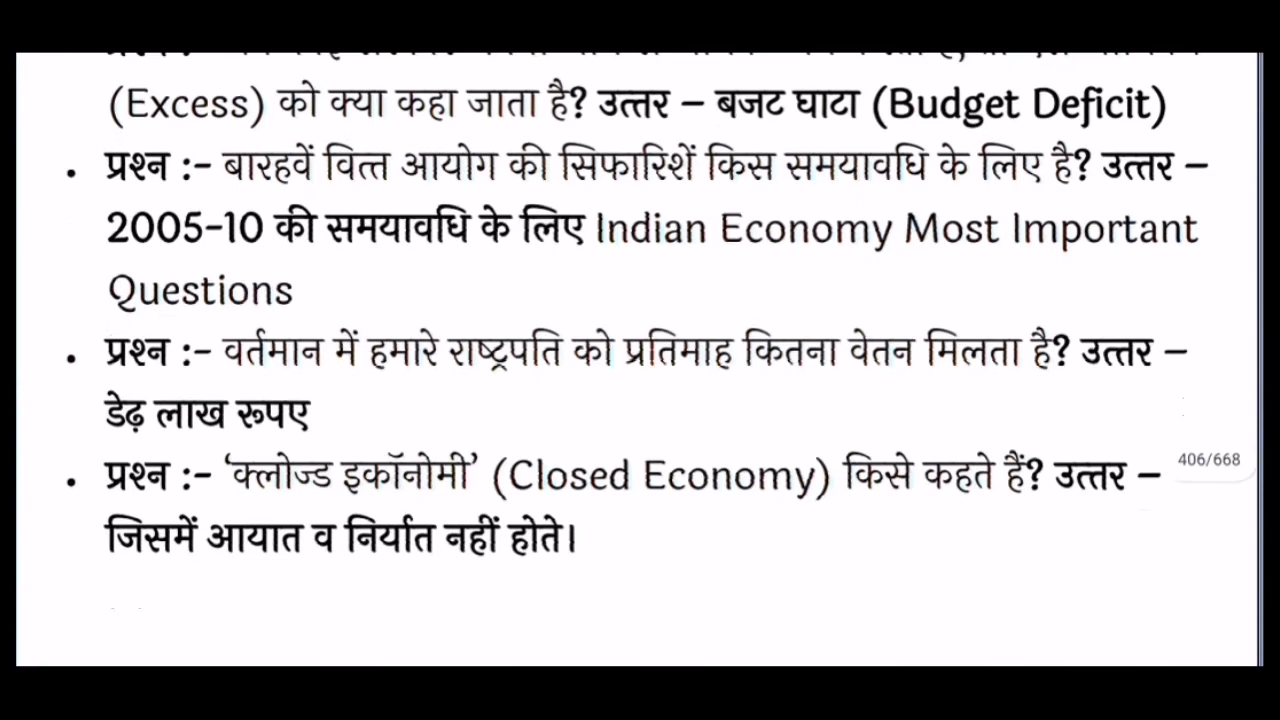 (Excess) को क्या कहा जाता है? उत्तर – बजट घाटा (Budget Deficit)
• प्रश्न :- बारहवें वित्त आयोग की सिफारिशें किस समयावधि के लिए है? उत्तर –
2005-10 की समयावधि के लिए Indian Economy Most Important
Questions
• प्रश्न :- वर्तमान में हमारे राष्ट्रपति को प्रतिमाह कितना वेतन मिलता है? उत्तर –
डेढ़ लाख रूपए
406/668
• प्रश्न :- ‘क्लोज्ड इकॉनोमी’ (Closed Economy) किसे कहते हैं? उत्तर –
जिसमें आयात व निर्यात नहीं होते।